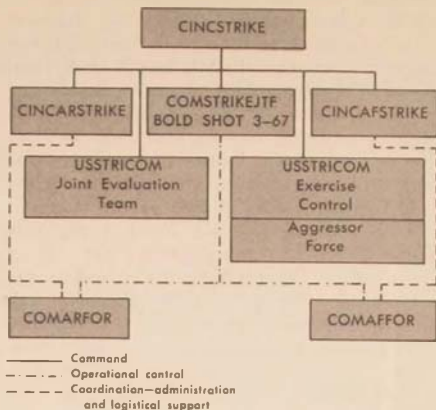 CINCSTRIKE
CINCARSTRIKE
COMSTRIKEJTF
BOLD SHOT 3–67
CINCAFSTRIKE
USSTRICOM
Joint Evaluation
Team
USSTRICOM
Exercise
Control
Aggressor
Force
COMARFOR
COMAFFOR
Command
Operational control
Coordination—administration
and logistical support